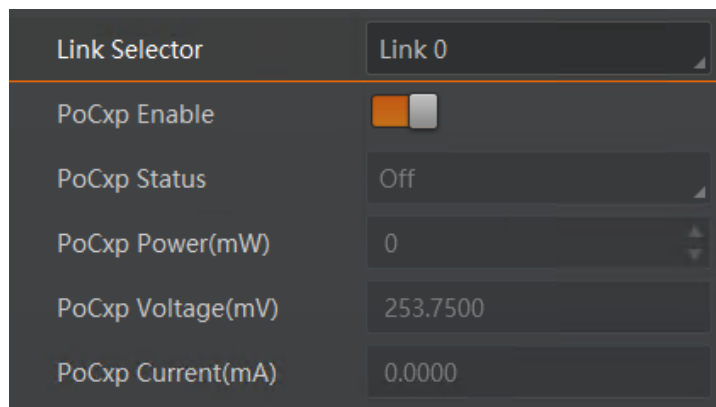 Link Selector Link 0
PoCxp Enable
PoCxp Status Off
PoCxp Power(mW) 0
PoCxp Voltage(mV) 253.7500
PoCxp Current(mA) 0.0000